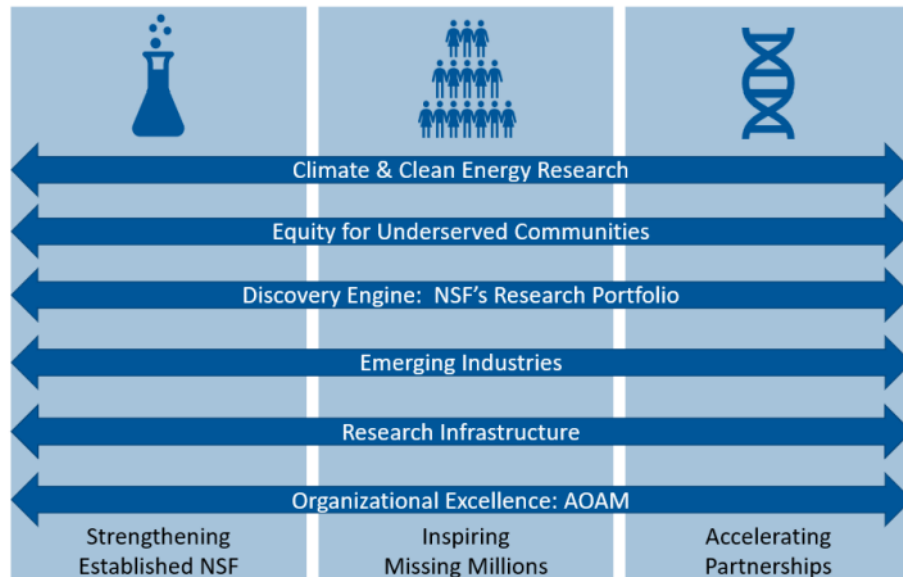 Climate & Clean Energy Research
Equity for Underserved Communities
Discovery Engine:  NSF's Research Portfolio
Emerging Industries
Research Infrastructure
Organizational Excellence: AOAM
Strengthening
Established NSF
Inspiring
Missing Millions
Accelerating
Partnerships